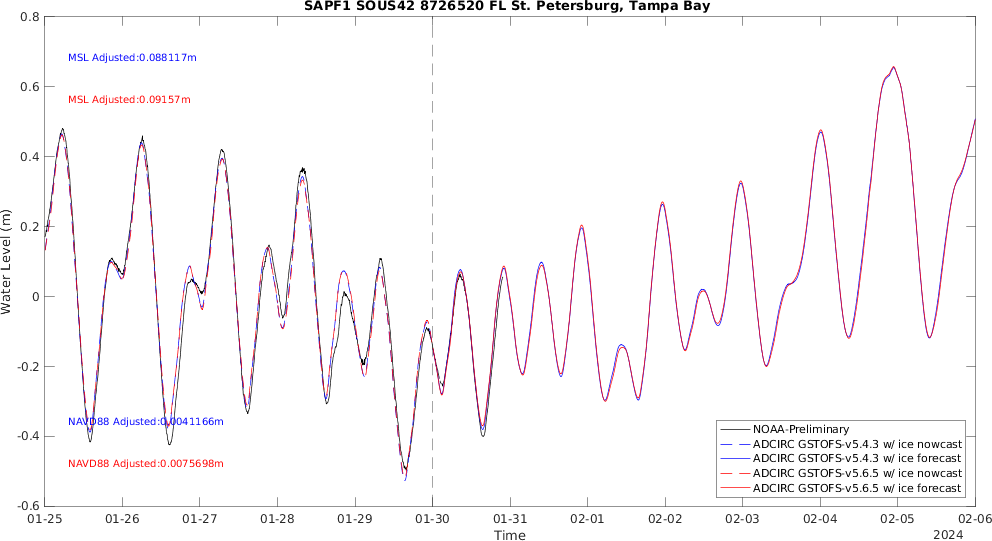 SAPF1 SOUS42 8726520 FL St. Petersburg, Tampa Bay
0.8
0.6
0.4
0.2
0
-0.2
-0.4
-0.6
Water Level (m)
MSL Adjusted:0.088117m
MSL Adjusted:0.09157m
NAVD88 Adjusted:0.0041166m
NAVD88 Adjusted:0.0075698m
NOAA-Preliminary
ADCIRC GSTOFS-v5.4.3 w/ ice nowcast
ADCIRC GSTOFS-v5.4.3 w/ ice forecast
ADCIRC GSTOFS-v5.6.5 w/ ice nowcast
ADCIRC GSTOFS-v5.6.5 w/ ice forecast
01-25 01-26 01-27 01-28 01-29 01-30 01-31 02-01 02-02 02-03 02-04 02-05 02-06
Time
2024